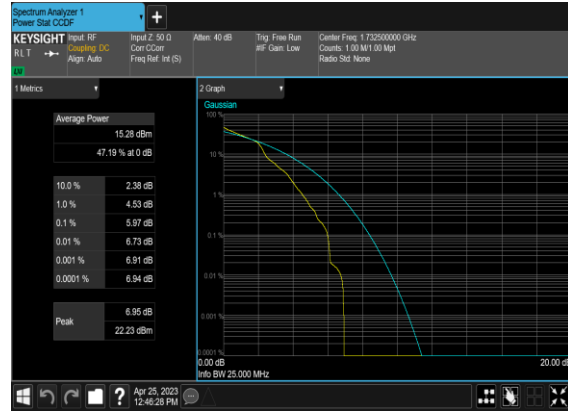 Spectrum Analyzer 1
Power Stat CCDF
KEYSIGHT
RLT
LXI
Input: RF
Coupling: DC
Align: Auto
Input Z: 50 Ω
Corr CCorr
Freq Ref: Int (S)
Atten: 40 dB
Trig: Free Run
#IF Gain: Low
Center Freq: 1.732500000 GHz
Counts: 1.00 M/1.00 Mpt
Radio Std: None
1 Metrics
Average Power
15.28 dBm
47.19 % at 0 dB
10.0 % 2.38 dB
1.0 % 4.53 dB
0.1 % 5.97 dB
0.01 % 6.73 dB
0.001 % 6.91 dB
0.0001 % 6.94 dB
Peak 6.95 dB
22.23 dBm
2 Graph
Gaussian
100 %
10 %
1 %
0.1 %
0.01 %
0.001 %
0.0001 %
0.00 dB 20.00 dB
Info BW 25.000 MHz
Apr 25, 2023
12:46:28 PM